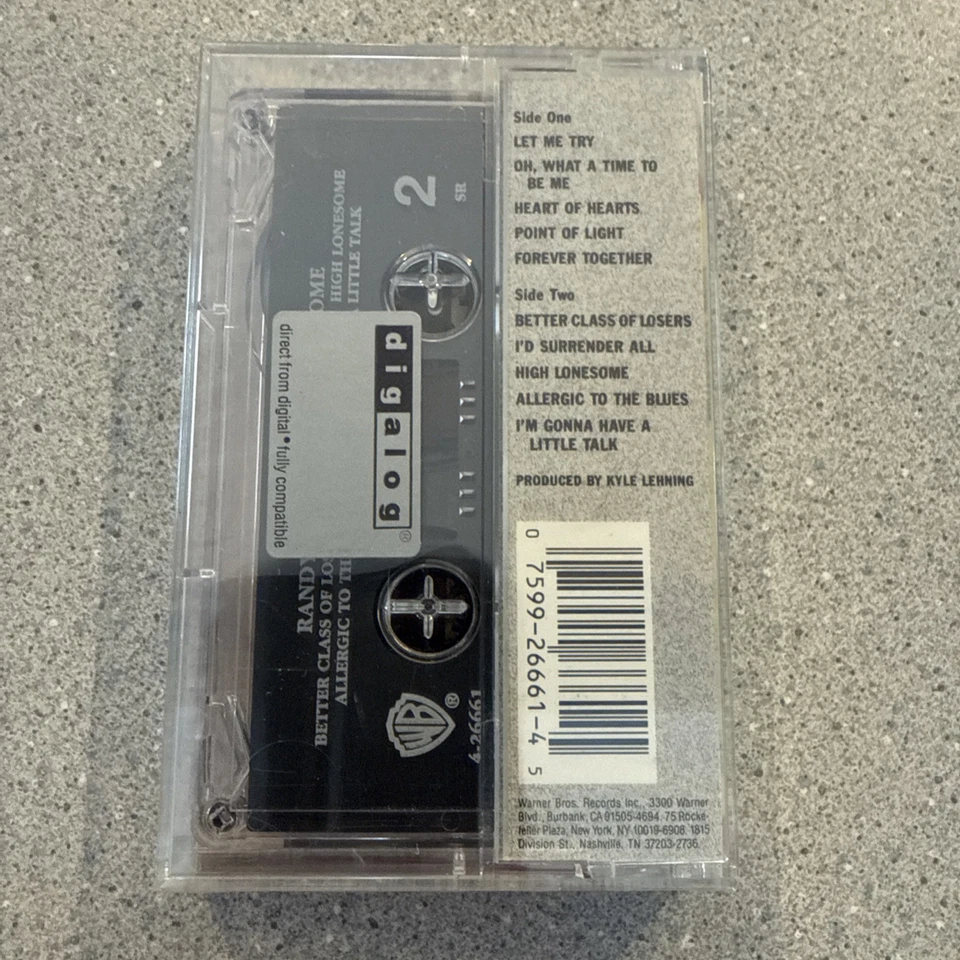 Side One
LET ME TRY
OH, WHAT A TIME TO
BE ME
HEART OF HEARTS
POINT OF LIGHT
FOREVER TOGETHER
Side Two
BETTER CLASS OF LOSERS
I'D SURRENDER ALL
HIGH LONESOME
ALLERGIC TO THE BLUES
I'M GONNA HAVE A
LITTLE TALK
PRODUCED BY KYLE LEHNING
0 7599-26661-4 5
Warner Bros. Records Inc., 3300 Warner
Blvd., Burbank, CA 91505-4694. 75 Rocke-
feller Plaza, New York, NY 10019-6908. 1815
Division St., Nashville, TN 37203-2736.
2
SR
HIGH LONESOME
LITTLE TALK
digalog®
direct from digital • fully compatible
BETTER CLASS OF
ALLERGIC TO
WB®
4-26661